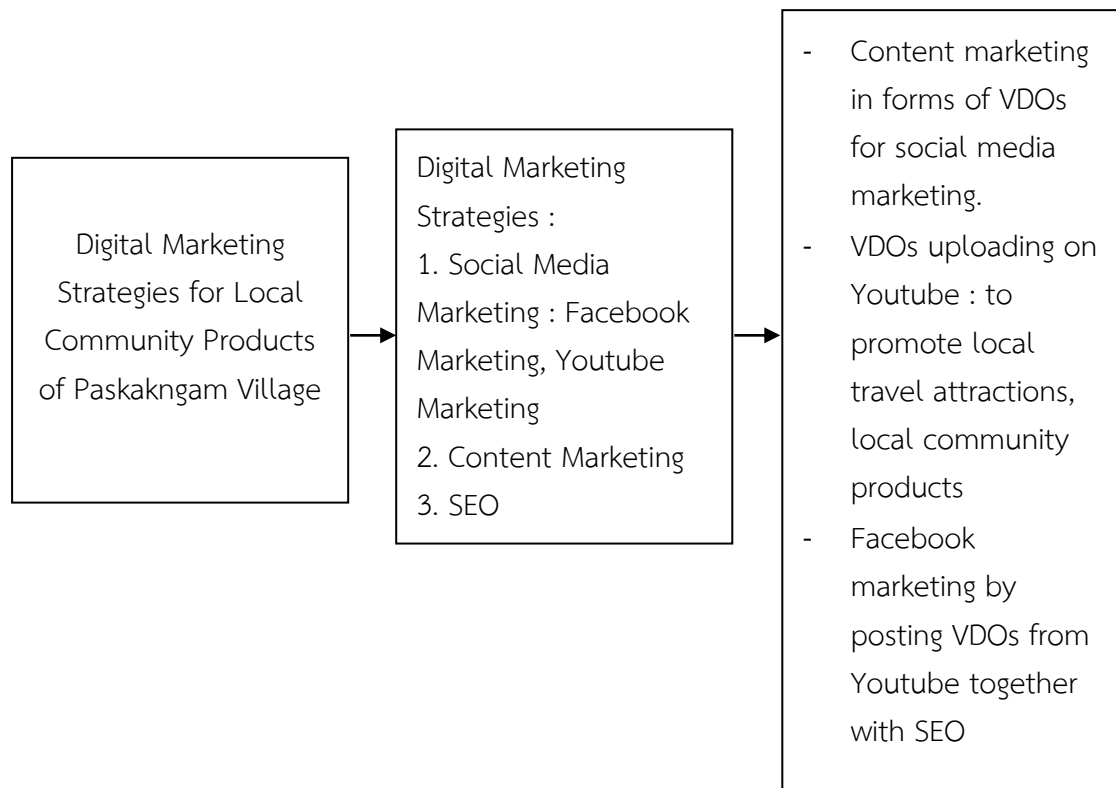 Digital Marketing
Strategies for Local
Community Products
of Paskakngam Village
Digital Marketing
Strategies :
1. Social Media
Marketing : Facebook
Marketing, Youtube
Marketing
2. Content Marketing
3. SEO
- Content marketing
in forms of VDOs
for social media
marketing.
- VDOs uploading on
Youtube : to
promote local
travel attractions,
local community
products
- Facebook
marketing by
posting VDOs from
Youtube together
with SEO